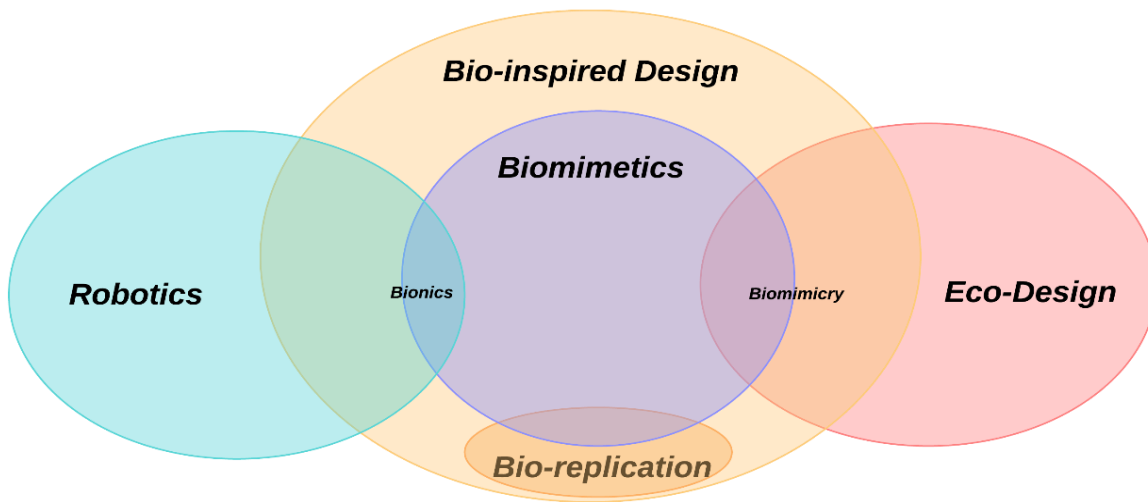 Bio-inspired Design
Biomimetics
Robotics
Bionics
Biomimicry
Eco-Design
Bio-replication